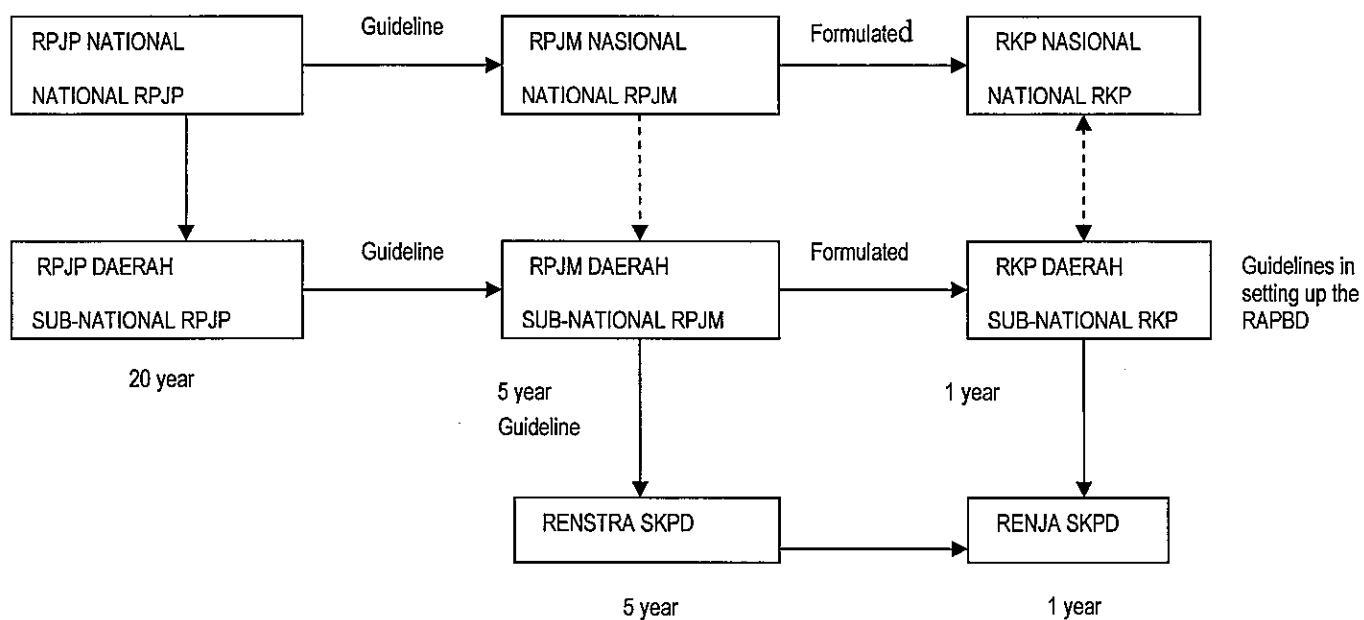 RPJP NATIONAL
NATIONAL RPJP
Guideline
RPJM NASIONAL
NATIONAL RPJM
Formulated
RKP NASIONAL
NATIONAL RKP
RPJP DAERAH
SUB-NATIONAL RPJP
Guideline
RPJM DAERAH
SUB-NATIONAL RPJM
Formulated
RKP DAERAH
SUB-NATIONAL RKP
Guidelines in
setting up the
RAPBD
20 year
5 year
Guideline
1 year
RENSTRA SKPD
RENJA SKPD
5 year
1 year